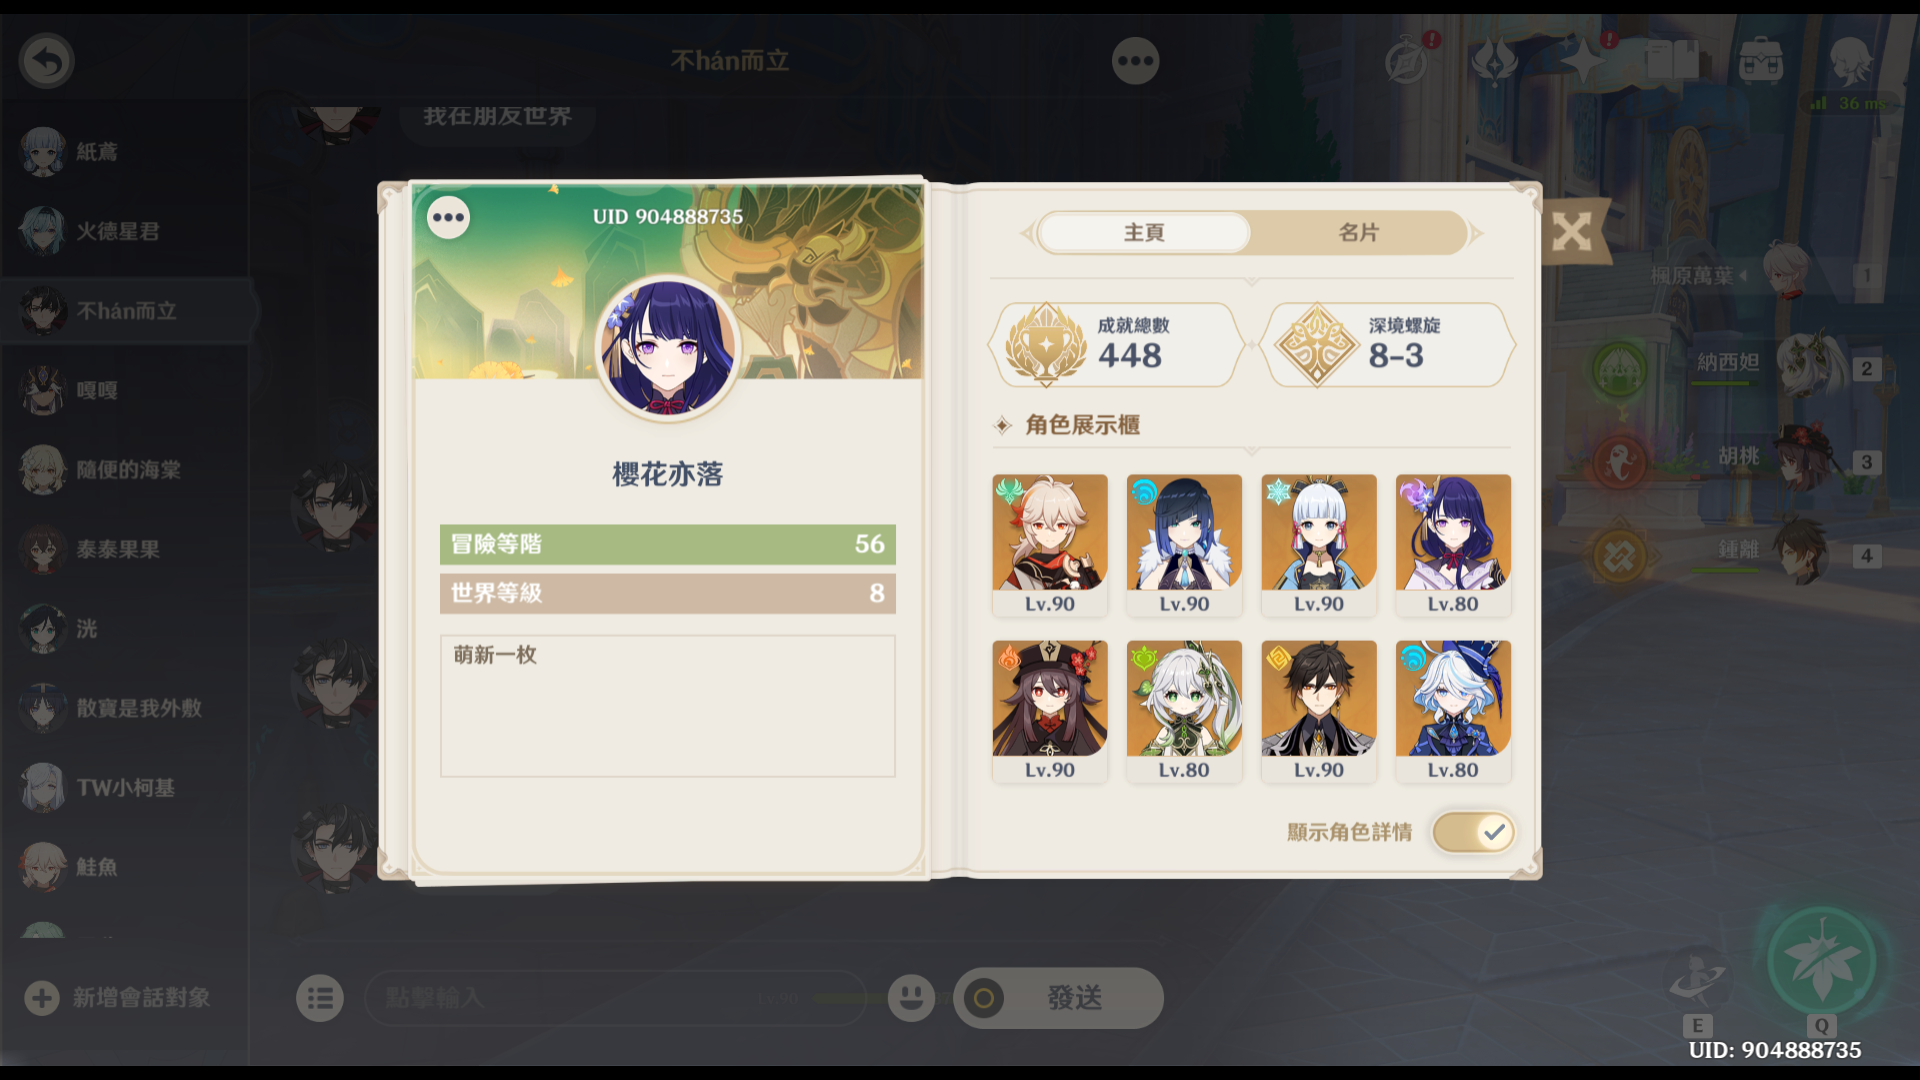 不hán而立
36 ms
我在朋友世界
紙鳶
火德星君
不hán而立
嘎嘎
隨便的海棠
泰泰果果
洸
散寶是我外敷
TW小柯基
鮭魚
新增會話對象
UID 904888735
櫻花亦落
冒險等階 56
世界等級 8
萌新一枚
主頁 名片
成就總數
448
深境螺旋
8-3
角色展示櫃
Lv.90 Lv.90 Lv.90 Lv.80
Lv.90 Lv.80 Lv.90 Lv.80
顯示角色詳情
楓原萬葉 1
納西妲 2
胡桃 3
鍾離 4
點擊輸入
Lv.90
發送
E Q
UID: 904888735